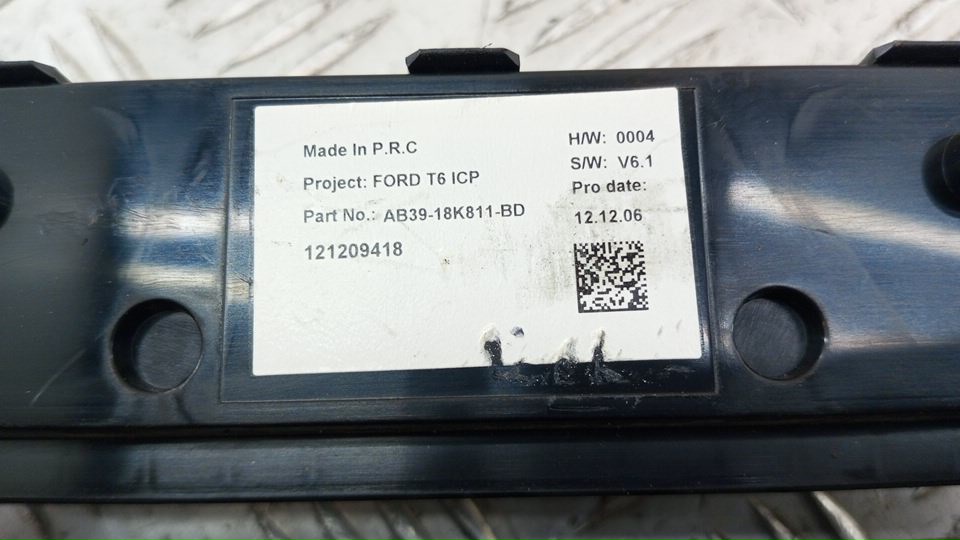 Made In P.R.C
Project: FORD T6 ICP
Part No.: AB39-18K811-BD
121209418
H/W: 0004
S/W: V6.1
Pro date:
12.12.06